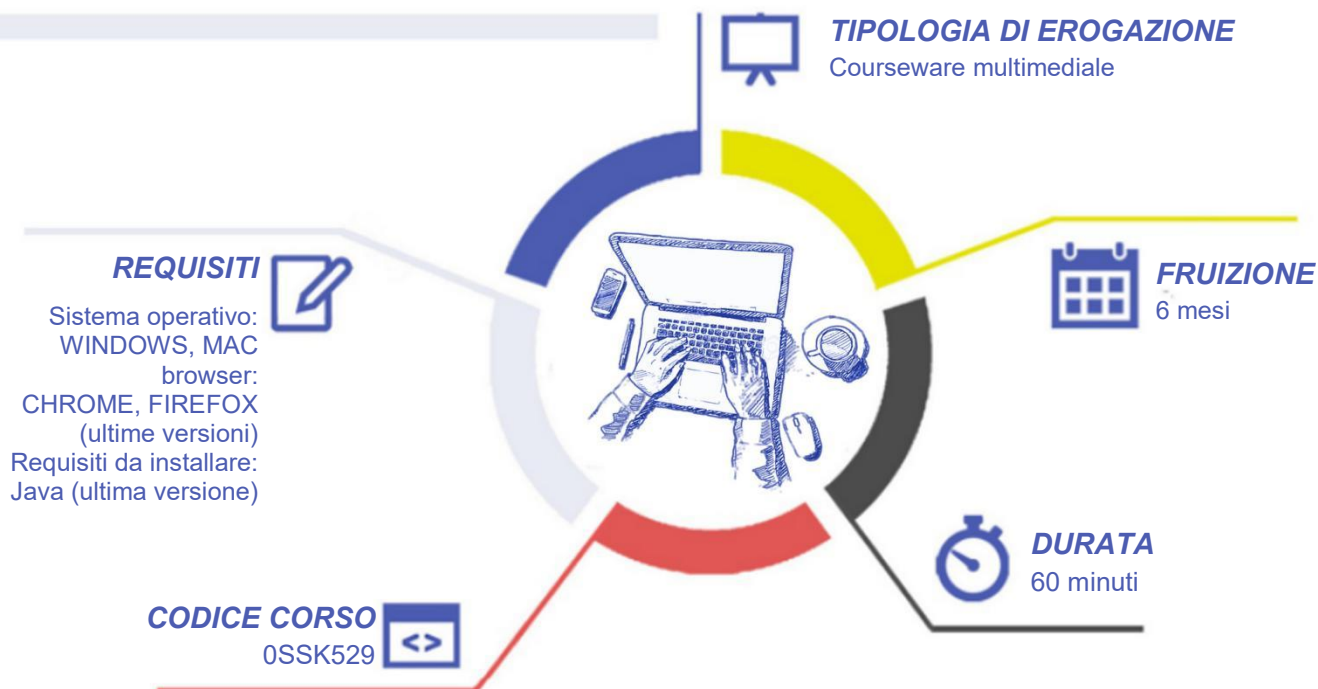 TIPOLOGIA DI EROGAZIONE
Courseware multimediale
REQUISITI
Sistema operativo:
WINDOWS, MAC
browser:
CHROME, FIREFOX
(ultime versioni)
Requisiti da installare:
Java (ultima versione)
FRUIZIONE
6 mesi
DURATA
60 minuti
CODICE CORSO
0SSK529
<>